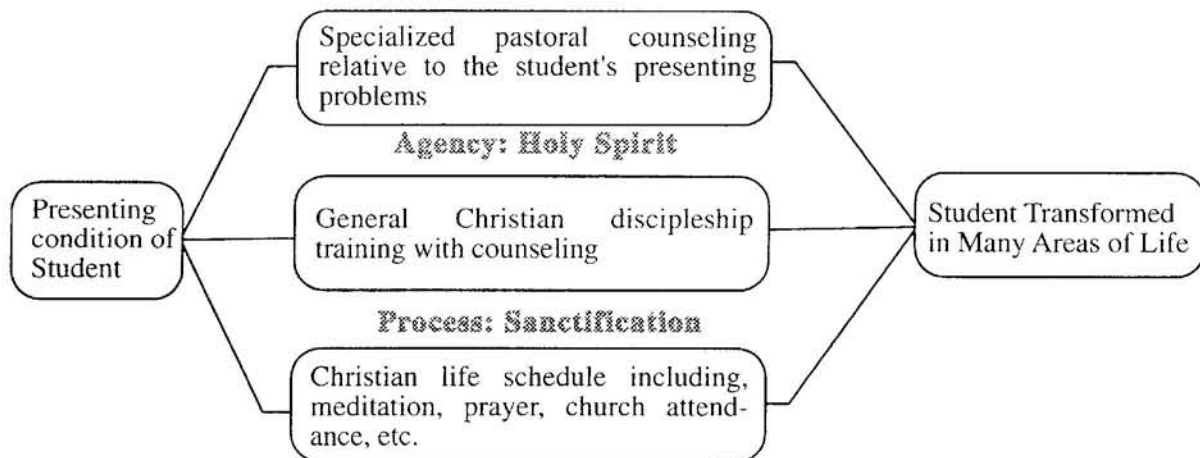 Specialized pastoral counseling
relative to the student's presenting
problems
Agency: Holy Spirit
Presenting
condition of
Student
General Christian discipleship
training with counseling
Student Transformed
in Many Areas of Life
Process: Sanctification
Christian life schedule including,
meditation, prayer, church attend-
ance, etc.